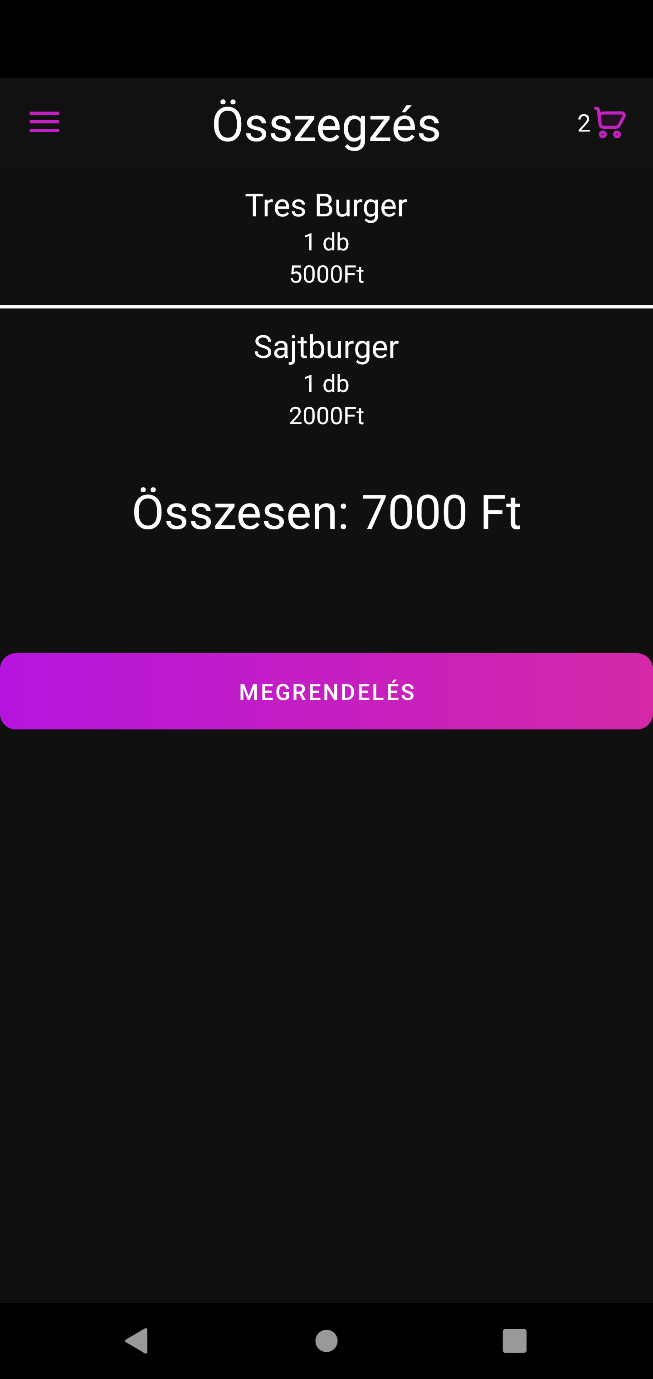 Összegzés
2
Tres Burger
1 db
5000Ft
Sajtburger
1 db
2000Ft
Összesen: 7000 Ft
MEGRENDELÉS